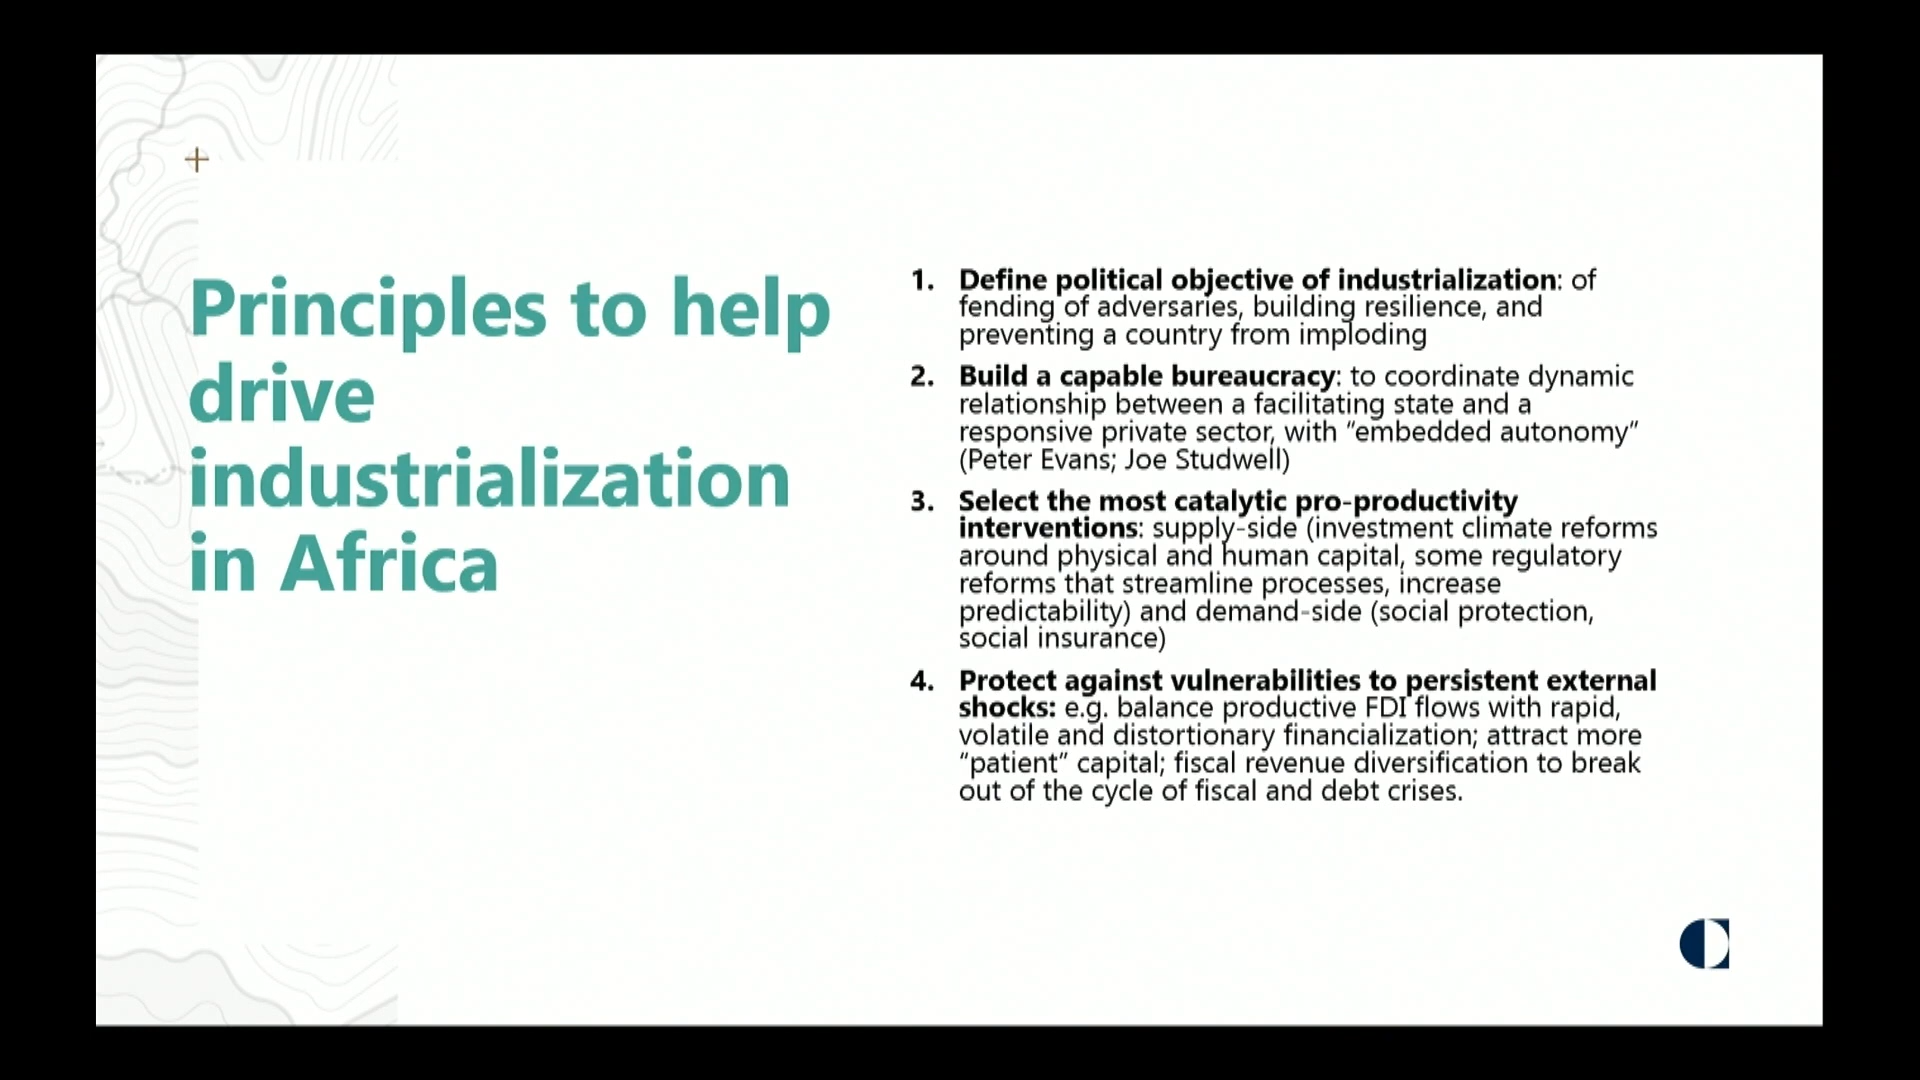 Principles to help
drive
industrialization
in Africa
1. Define political objective of industrialization: of
fending of adversaries, building resilience, and
preventing a country from imploding
2. Build a capable bureaucracy: to coordinate dynamic
relationship between a facilitating state and a
responsive private sector, with “embedded autonomy”
(Peter Evans; Joe Studwell)
3. Select the most catalytic pro-productivity
interventions: supply-side (investment climate reforms
around physical and human capital, some regulatory
reforms that streamline processes, increase
predictability) and demand-side (social protection,
social insurance)
4. Protect against vulnerabilities to persistent external
shocks: e.g. balance productive FDI flows with rapid,
volatile and distortionary financialization; attract more
“patient” capital; fiscal revenue diversification to break
out of the cycle of fiscal and debt crises.